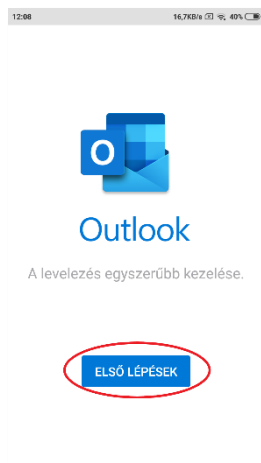 12:08 16,7KB/s 40%
O
Outlook
A levelezés egyszerűbb kezelése.
ELSŐ LÉPÉSEK